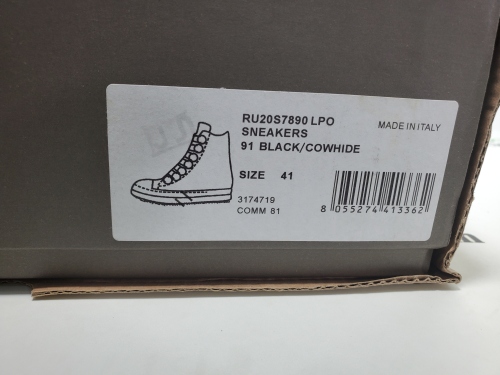 RU20S7890 LPO
SNEAKERS
91 BLACK/COWHIDE
MADE IN ITALY
SIZE 41
3174719
COMM 81
8 055274 413362